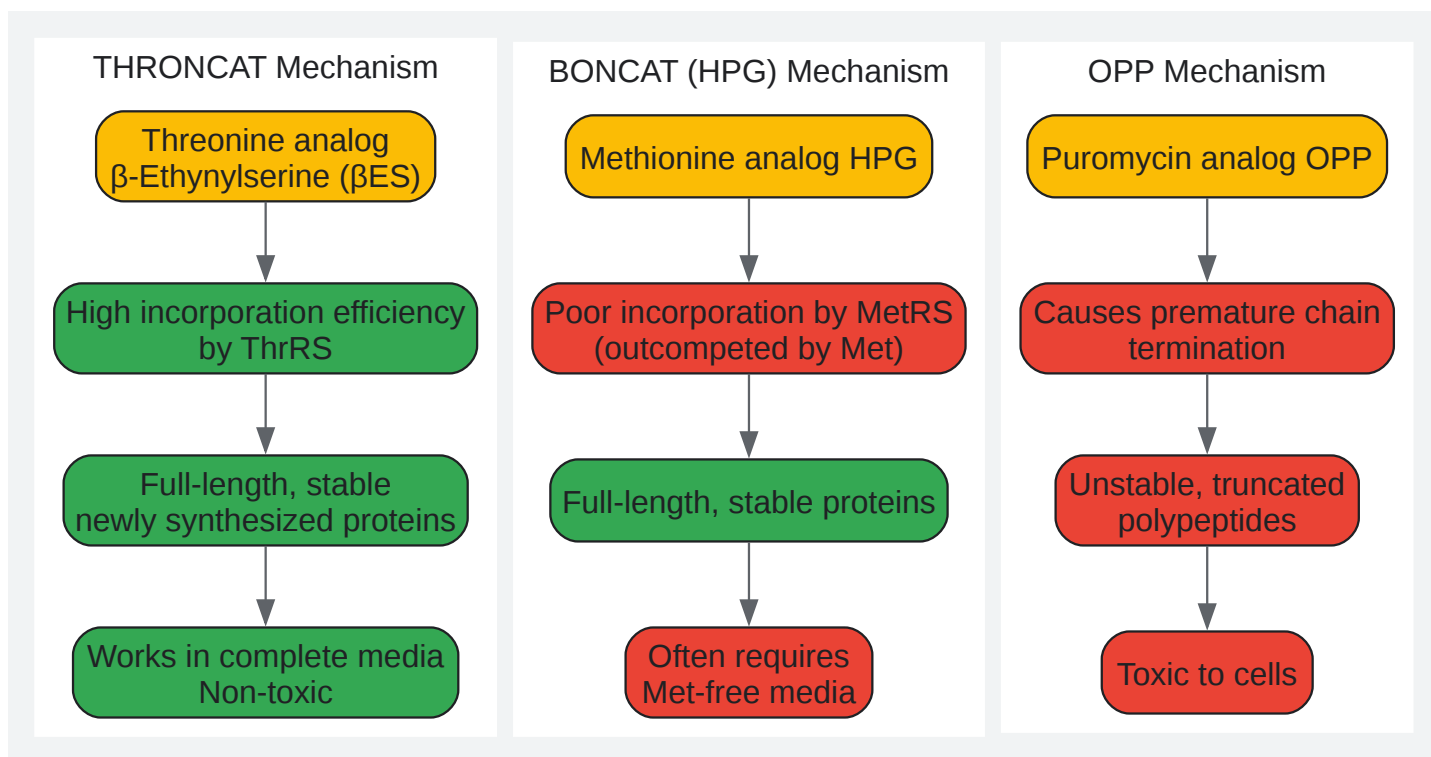 THRONCAT Mechanism
Threonine analog
β-Ethynylserine (βES)
High incorporation efficiency
by ThrRS
Full-length, stable
newly synthesized proteins
Works in complete media
Non-toxic
BONCAT (HPG) Mechanism
Methionine analog HPG
Poor incorporation by MetRS
(outcompeted by Met)
Full-length, stable proteins
Often requires
Met-free media
OPP Mechanism
Puromycin analog OPP
Causes premature chain
termination
Unstable, truncated
polypeptides
Toxic to cells